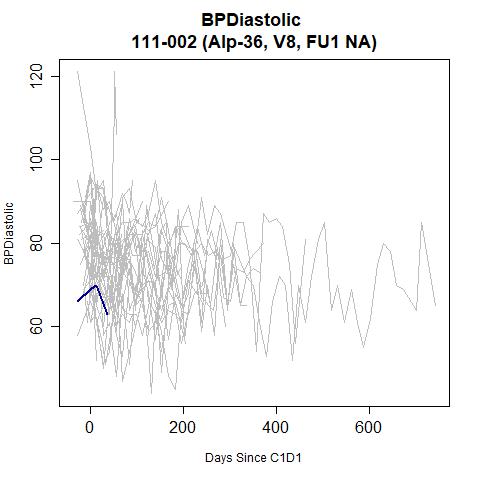 BPDiastolic
111-002 (Alp-36, V8, FU1 NA)
120
100
80
60
BPDiastolic
0
200
400
600
Days Since C1D1